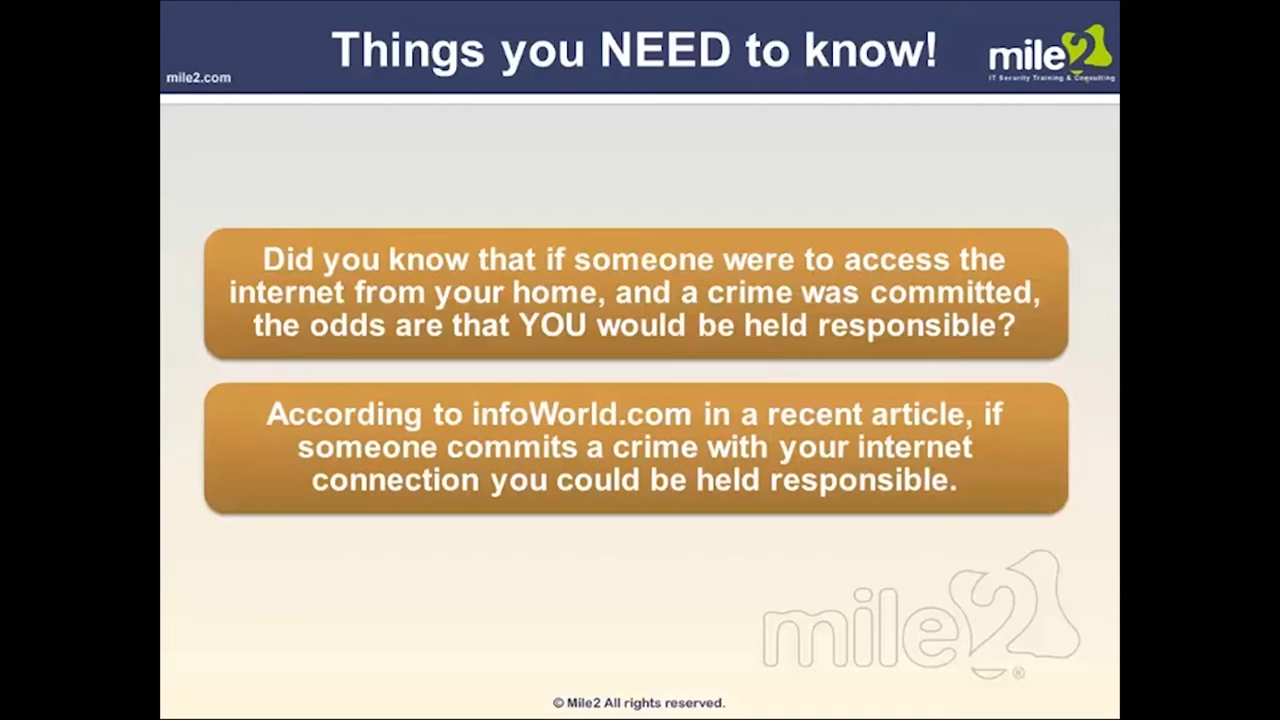 Things you NEED to know!
mile2.com
mile2
IT Security Training & Consulting
Did you know that if someone were to access the
internet from your home, and a crime was committed,
the odds are that YOU would be held responsible?
According to infoWorld.com in a recent article, if
someone commits a crime with your internet
connection you could be held responsible.
mile2®
© Mile2 All rights reserved.